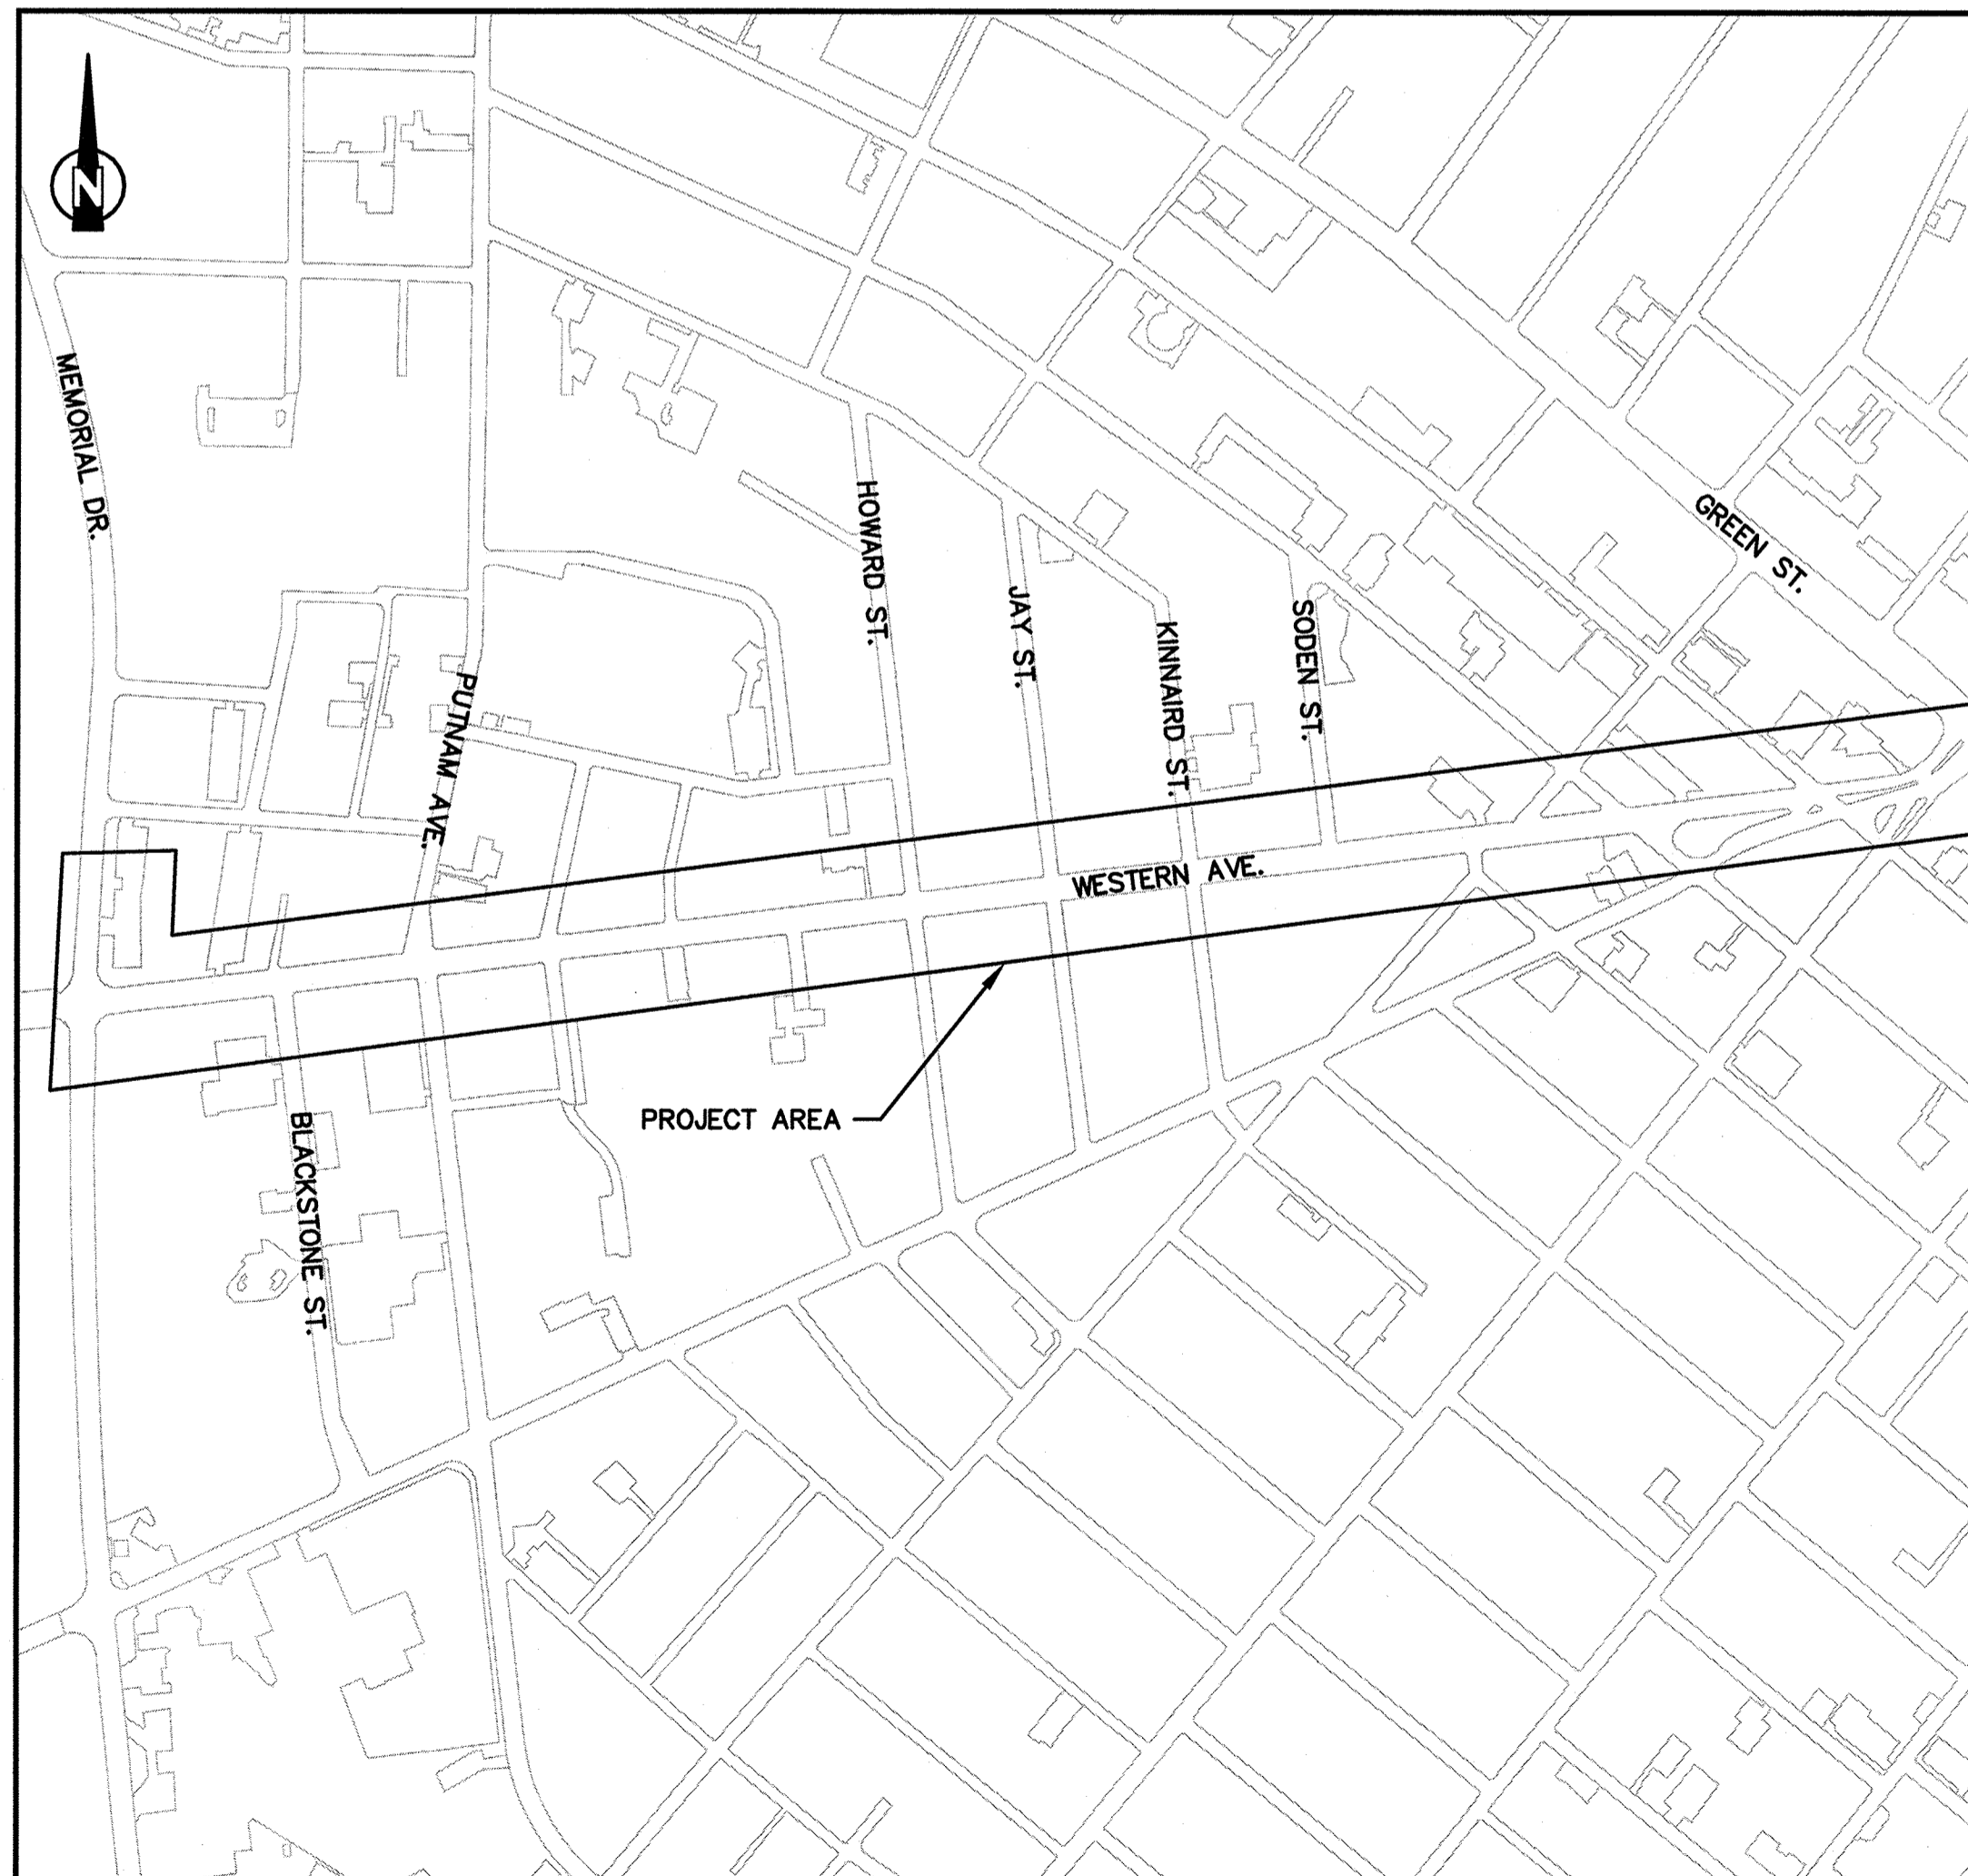 N
MEMORIAL DR.
PUTNAM AVE.
HOWARD ST.
JAY ST.
KINNAIRD ST.
SODEN ST.
GREEN ST.
WESTERN AVE.
PROJECT AREA
BLACKSTONE ST.